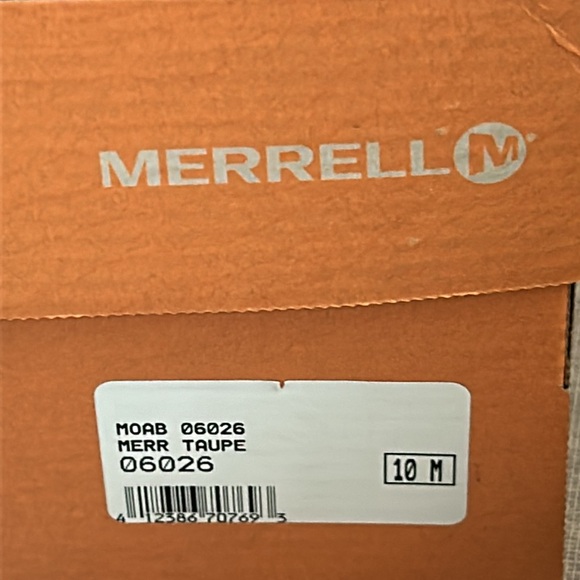 MERRELL M
MOAB 06026
MERR TAUPE
06026
10 M
4 12386 70769 3